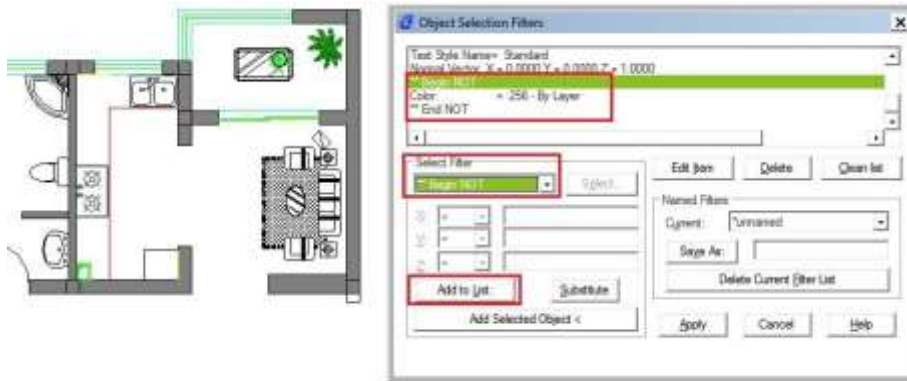 Object Selection Filters
Text Style Name= Standard
Normal Vector X = 0.0000 Y = 0.0000 Z = 1.0000
** Begin NOT
Color = 256 - By Layer
** End NOT
Select Filter
** Begin NOT
Select...
Edit Item
Delete
Clear list
Named Filters
X:
=
Y:
=
Z:
=
Current:
*unnamed
Save As:
Delete Current Filter List
Add to List:
Substitute
Add Selected Object <
Apply
Cancel
Help